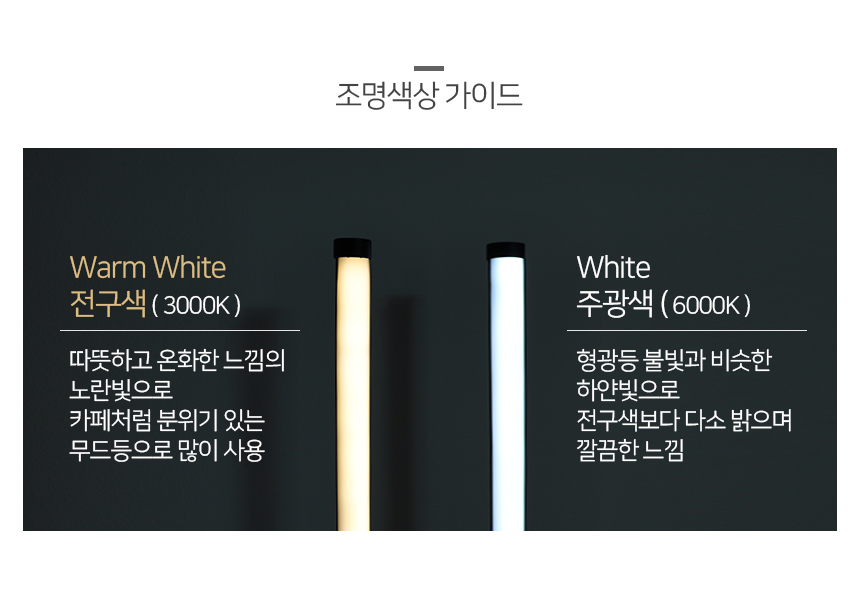 조명색상 가이드
Warm White
전구색 ( 3000K )
따뜻하고 온화한 느낌의
노란빛으로
카페처럼 분위기 있는
무드등으로 많이 사용
White
주광색 ( 6000K )
형광등 불빛과 비슷한
하얀빛으로
전구색보다 다소 밝으며
깔끔한 느낌